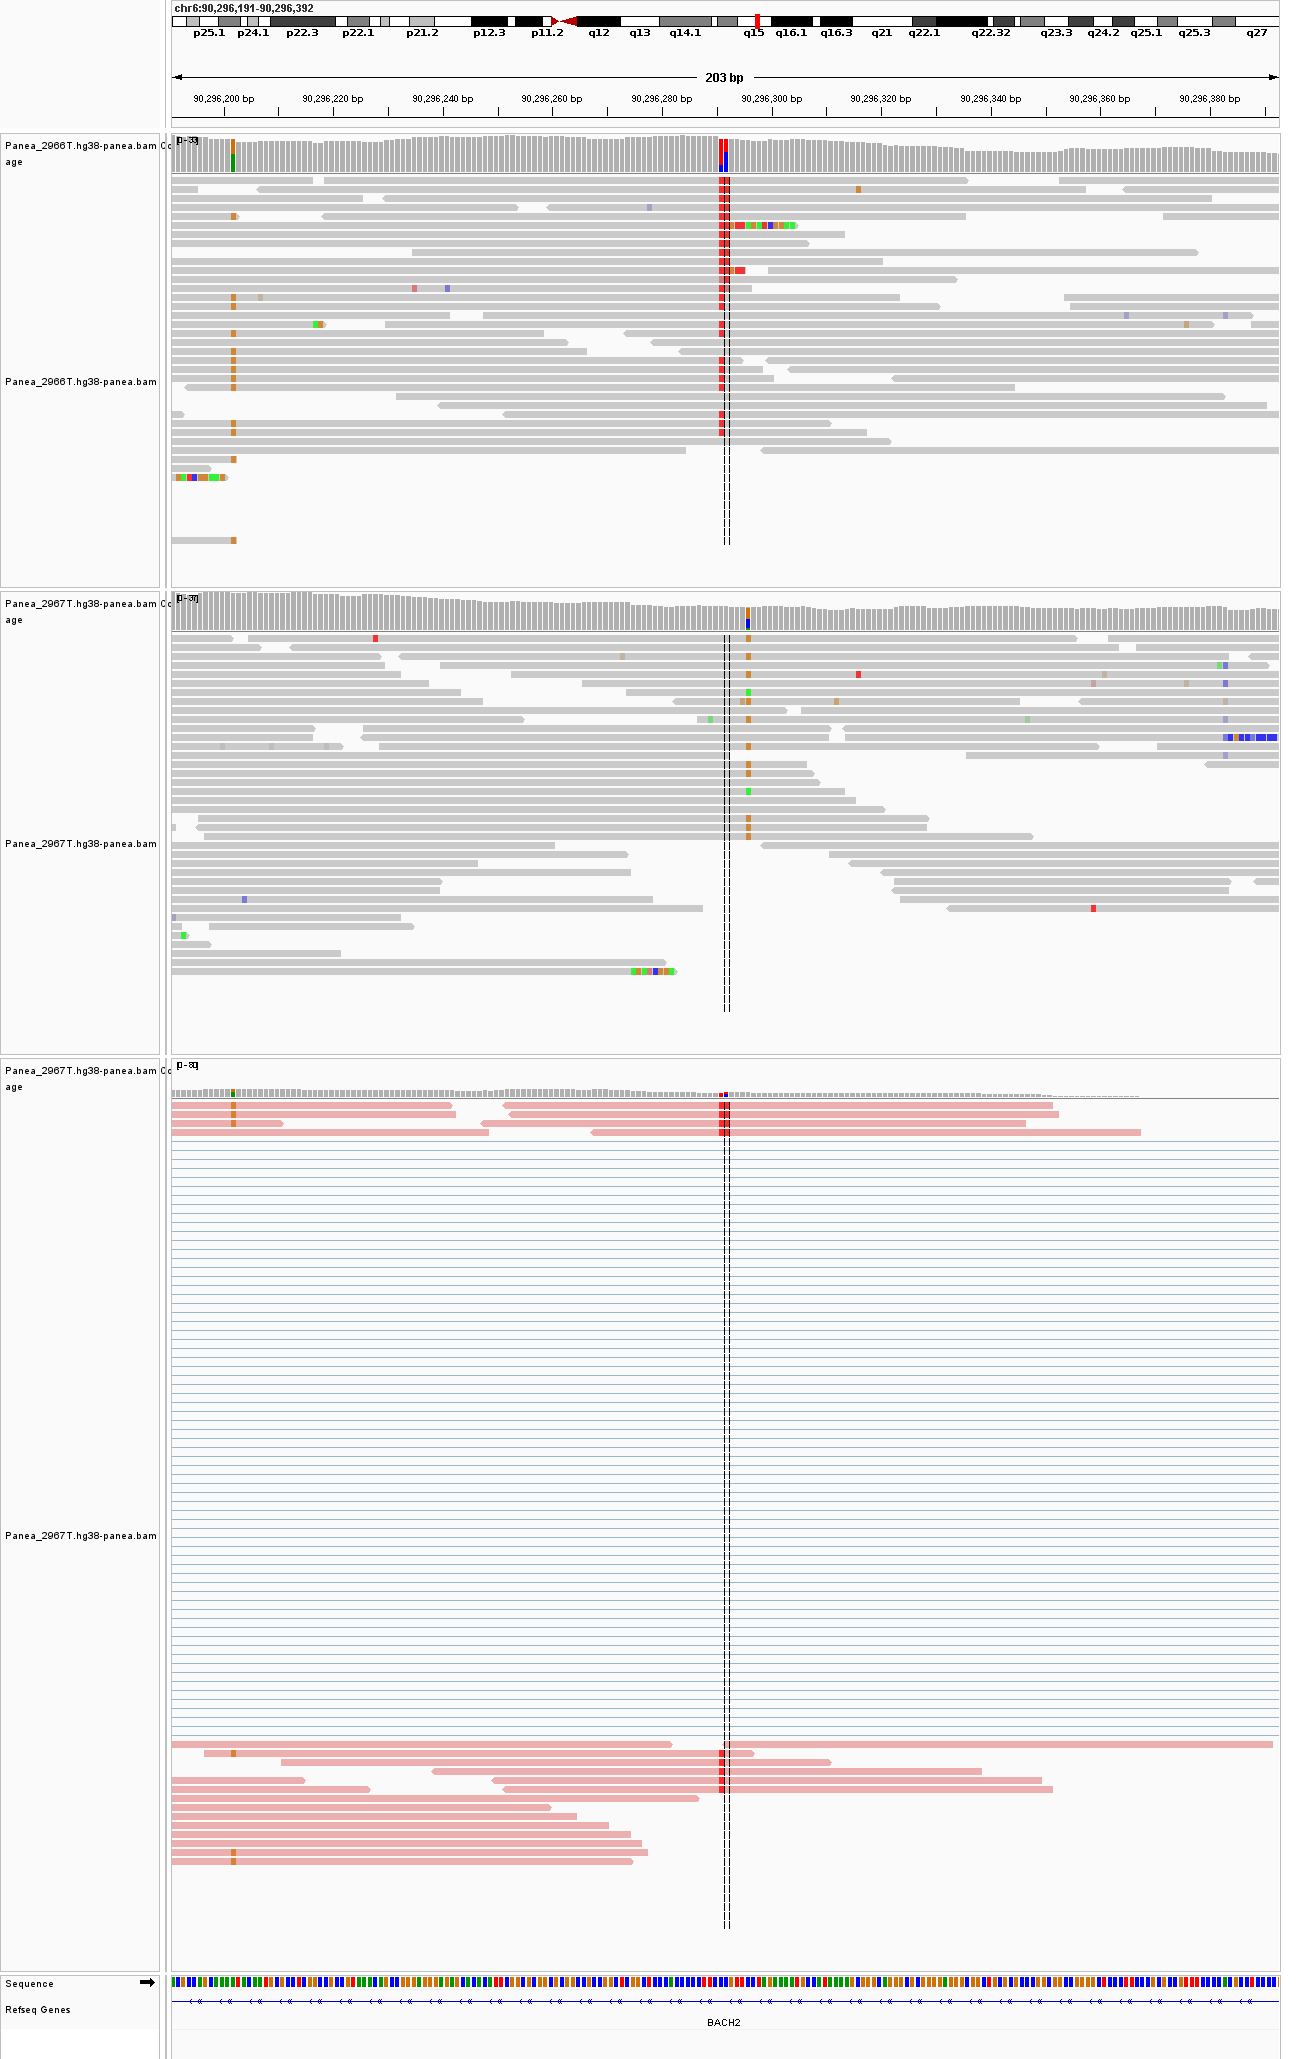 chr6:90,296,191-90,296,392
p25.1 p24.1 p22.3 p22.1 p21.2 p12.3 p11.2 q12 q13 q14.1 q15 q16.1 q16.3 q21 q22.1 q22.32 q23.3 q24.2 q25.1 q25.3 q27
203 bp
90,296,200 bp 90,296,220 bp 90,296,240 bp 90,296,260 bp 90,296,280 bp 90,296,300 bp 90,296,320 bp 90,296,340 bp 90,296,360 bp 90,296,380 bp
[0 - 33]
Panea_2966T.hg38-panea.bam Co
age
Panea_2966T.hg38-panea.bam
[0 - 37]
Panea_2967T.hg38-panea.bam Co
age
Panea_2967T.hg38-panea.bam
[0 - 80]
Panea_2967T.hg38-panea.bam Co
age
Panea_2967T.hg38-panea.bam
Sequence
Refseq Genes
BACH2